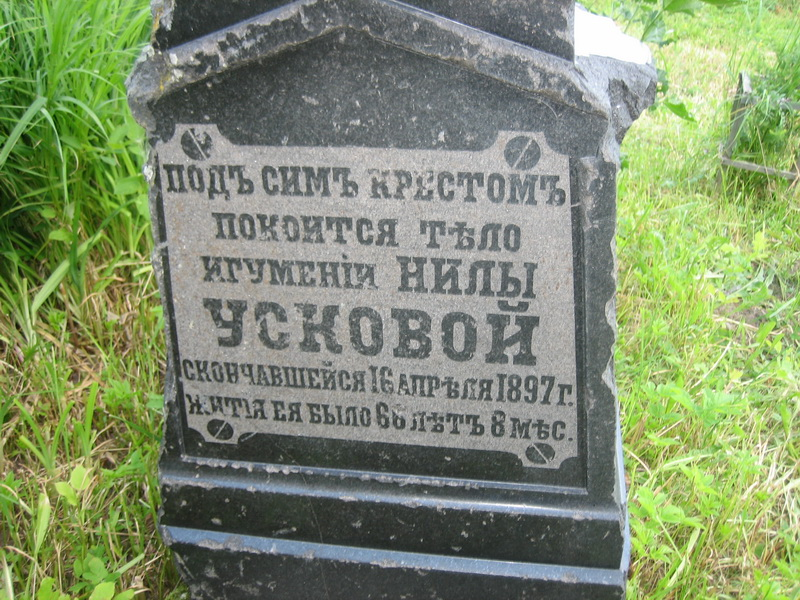 ПОДЪ СИМЪ КРЕСТОМЪ
ПОКОИТСЯ ТѢЛО
ИГУМЕНІИ НИЛЫ
УСКОВОЙ
СКОНЧАВШЕЙСЯ 16 АПРѢЛЯ 1897 Г.
ЖИТІЯ ЕЯ БЫЛО 66 ЛѢТЪ 8 МѢС.